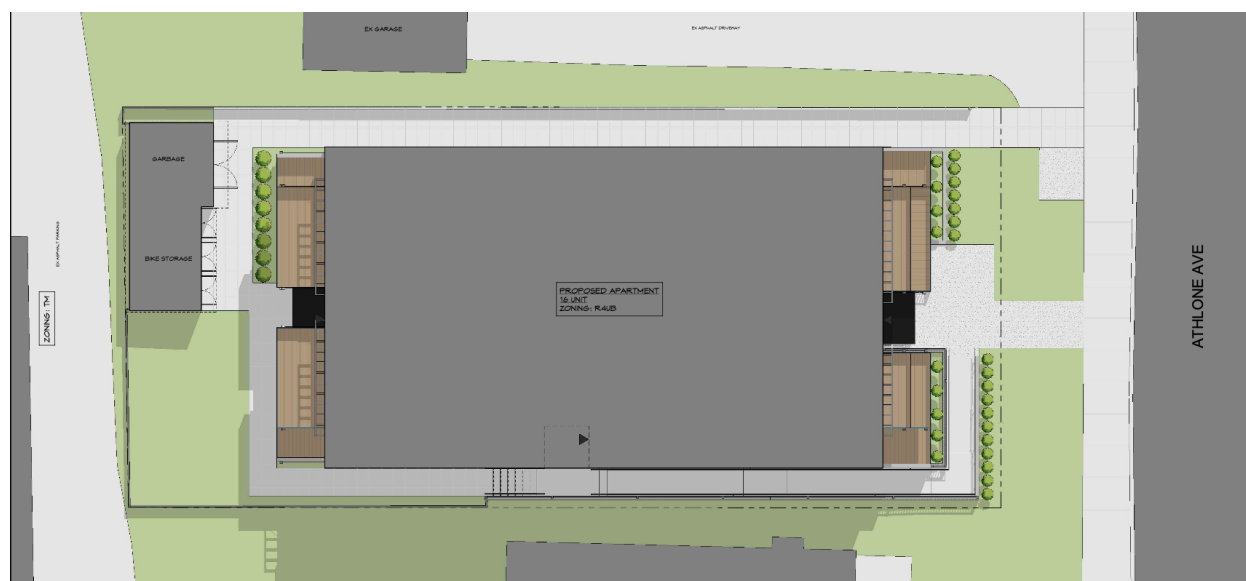 EX GARAGE
EX ASPHALT DRIVEWAY
GARBAGE
BIKE STORAGE
EX ASPHALT PARKING
ZONING: TM
PROPOSED APARTMENT
16 UNIT
ZONING: R4UB
ATHLONE AVE